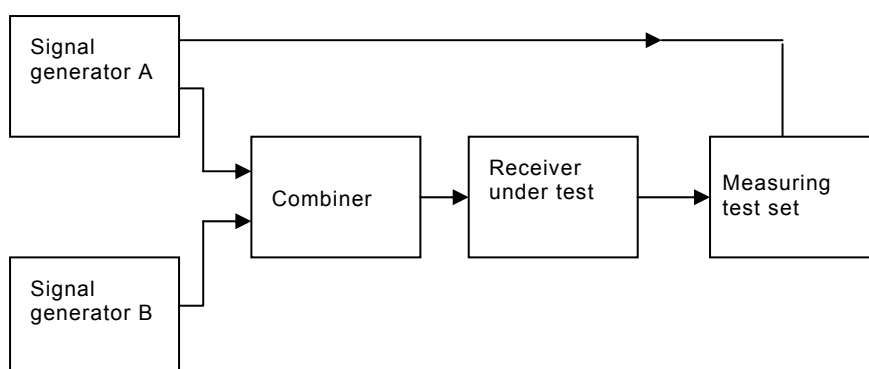 Signal
generator A
Combiner
Receiver
under test
Measuring
test set
Signal
generator B